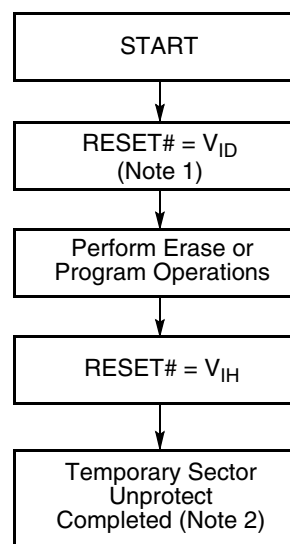 START
RESET# = VID
(Note 1)
Perform Erase or
Program Operations
RESET# = VIH
Temporary Sector
Unprotect
Completed (Note 2)